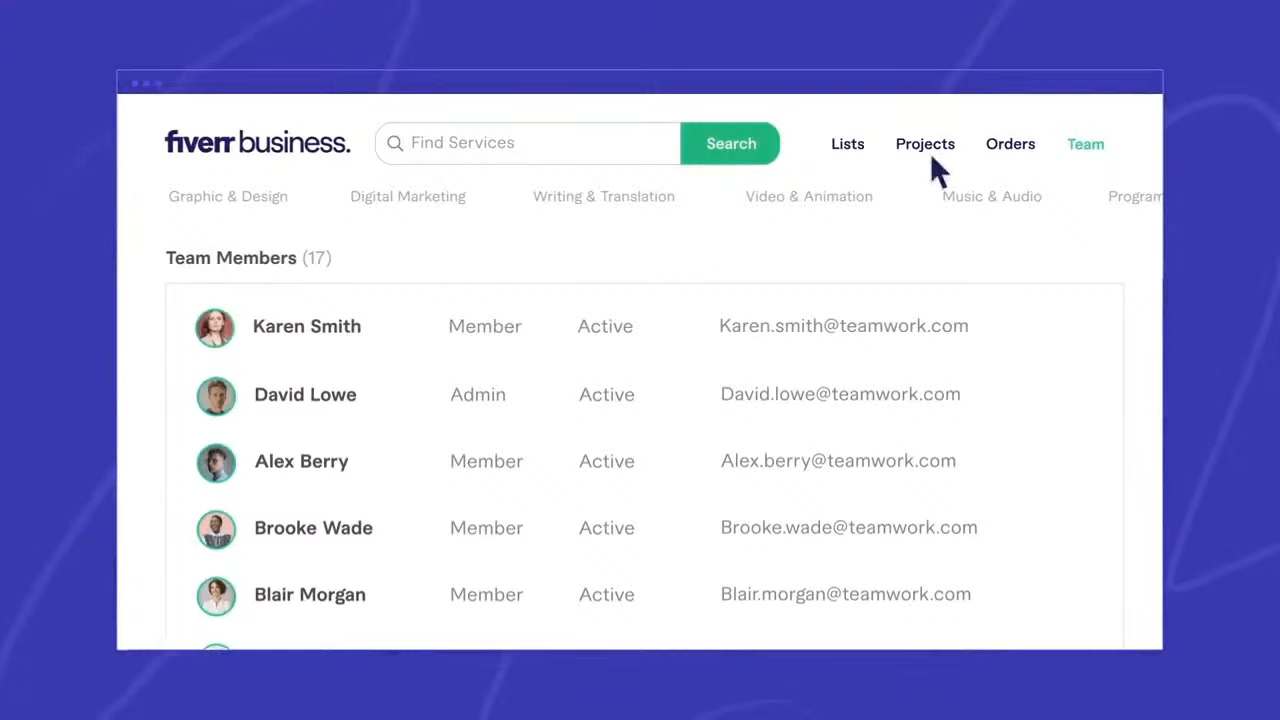 fiverr business. Find Services Search Lists Projects Orders Team
Graphic & Design Digital Marketing Writing & Translation Video & Animation Music & Audio Program
Team Members (17)
Karen Smith Member Active Karen.smith@teamwork.com
David Lowe Admin Active David.lowe@teamwork.com
Alex Berry Member Active Alex.berry@teamwork.com
Brooke Wade Member Active Brooke.wade@teamwork.com
Blair Morgan Member Active Blair.morgan@teamwork.com